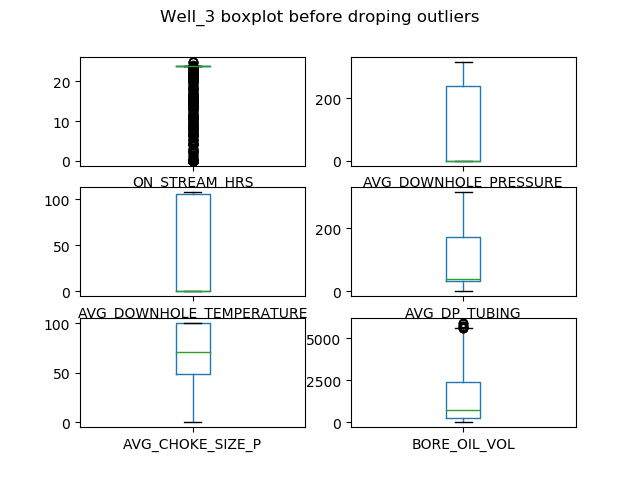 Well_3 boxplot before droping outliers
20
10
0
ON_STREAM_HRS
200
0
AVG_DOWNHOLE_PRESSURE
100
50
0
AVG_DOWNHOLE_TEMPERATURE
200
0
AVG_DP_TUBING
100
50
0
AVG_CHOKE_SIZE_P
5000
2500
0
BORE_OIL_VOL